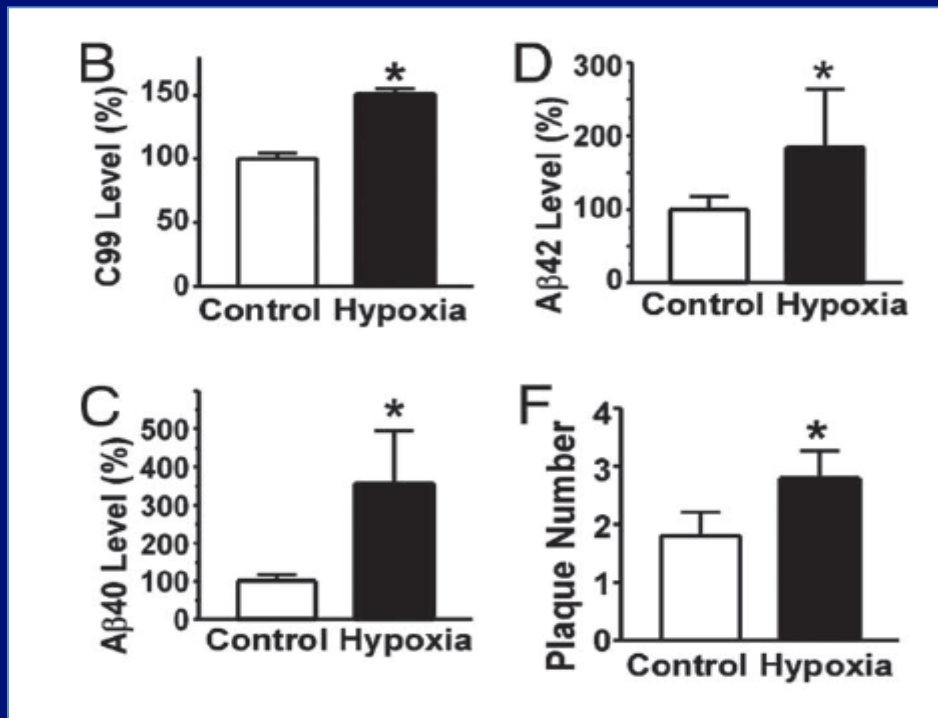 B
C99 Level (%)
150
100
50
0
*
Control Hypoxia
D
Aβ42 Level (%)
300
200
100
0
*
Control Hypoxia
C
Aβ40 Level (%)
500
400
300
200
100
0
*
Control Hypoxia
F
Plaque Number
4
3
2
1
0
*
Control Hypoxia